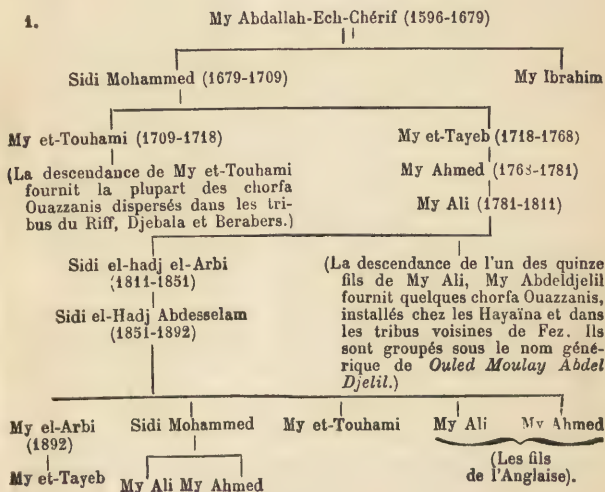 1.
My Abdallah-Ech-Chérif (1596-1679)
Sidi Mohammed (1679-1709)
My Ibrahim
My et-Touhami (1709-1718)
My et-Tayeb (1718-1768)
(La descendance de My et-Touhami
fournit la plupart des chorfa
Ouazzanis dispersés dans les tri-
bus du Riff, Djebala et Berabers.)
My Ahmed (1768-1781)
My Ali (1781-1811)
Sidi el-hadj el-Arbi
(1811-1851)
Sidi el-Hadj Abdesselam
(1851-1892)
(La descendance de l'un des quinze
fils de My Ali, My Abdeldjelil
fournit quelques chorfa Ouazzanis,
installés chez les Hayaïna et dans
les tribus voisines de Fez. Ils
sont groupés sous le nom géné-
rique de Ouled Moulay Abdel
Djelil.)
My el-Arbi
(1892)
Sidi Mohammed
My et-Touhami
My Ali
My Ahmed
My et-Tayeb
My Ali My Ahmed
(Les fils
de l'Anglaise).